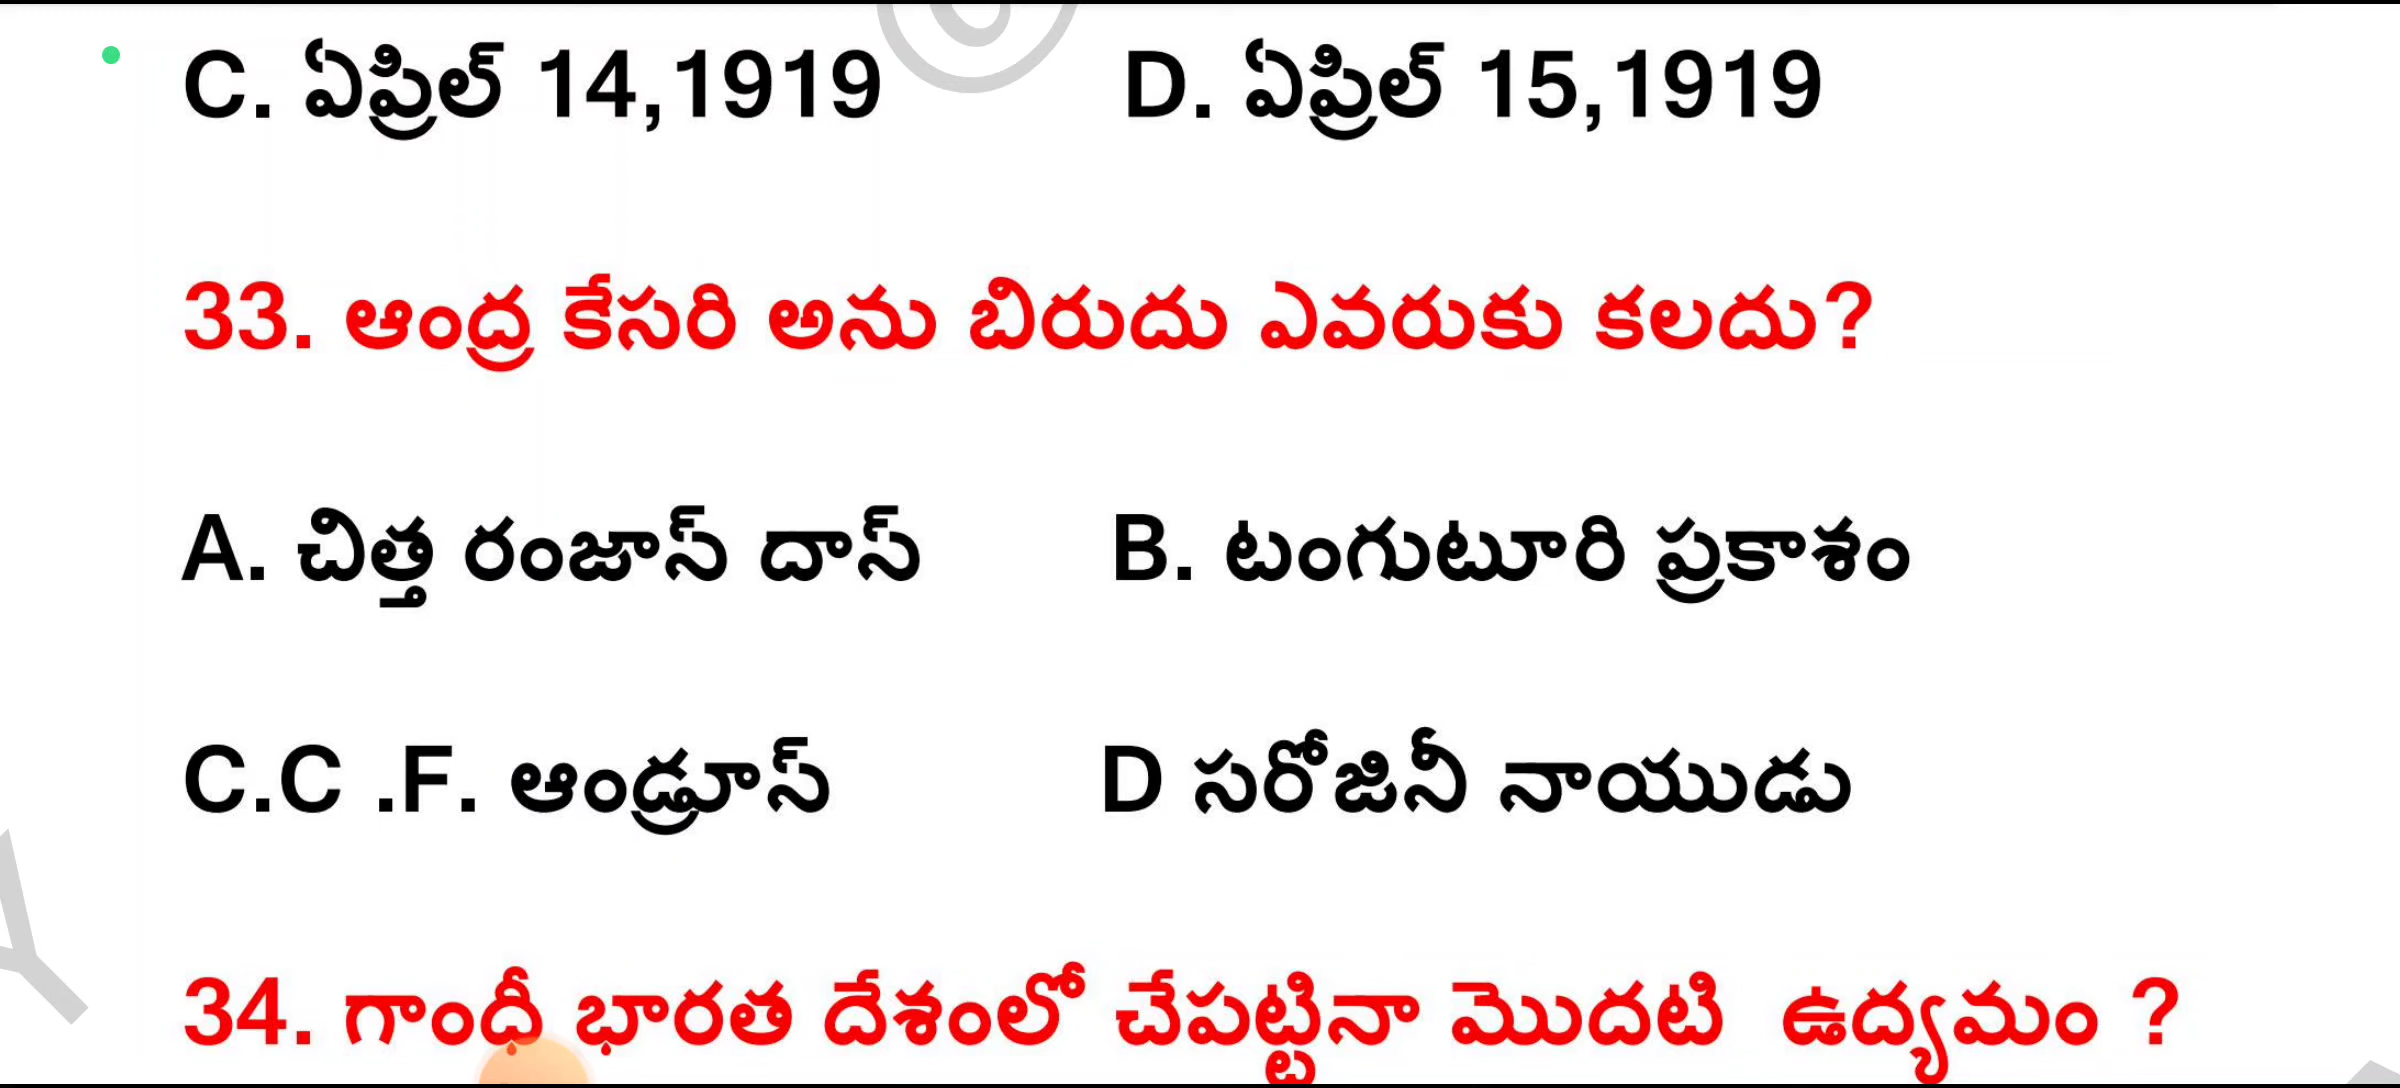 C. ఏప్రిల్ 14,1919 D. ఏప్రిల్ 15,1919
33. ఆంద్ర కేసరి అను బిరుదు ఎవరుకు కలదు?
A. చిత్త రంజాస్ దాస్ B. టంగుటూరి ప్రకాశం
C.C .F. ఆండ్రూస్ D సరోజినీ నాయుడు
34. గాంధీ భారత దేశంలో చేపట్టినా మొదటి ఉద్యమం ?